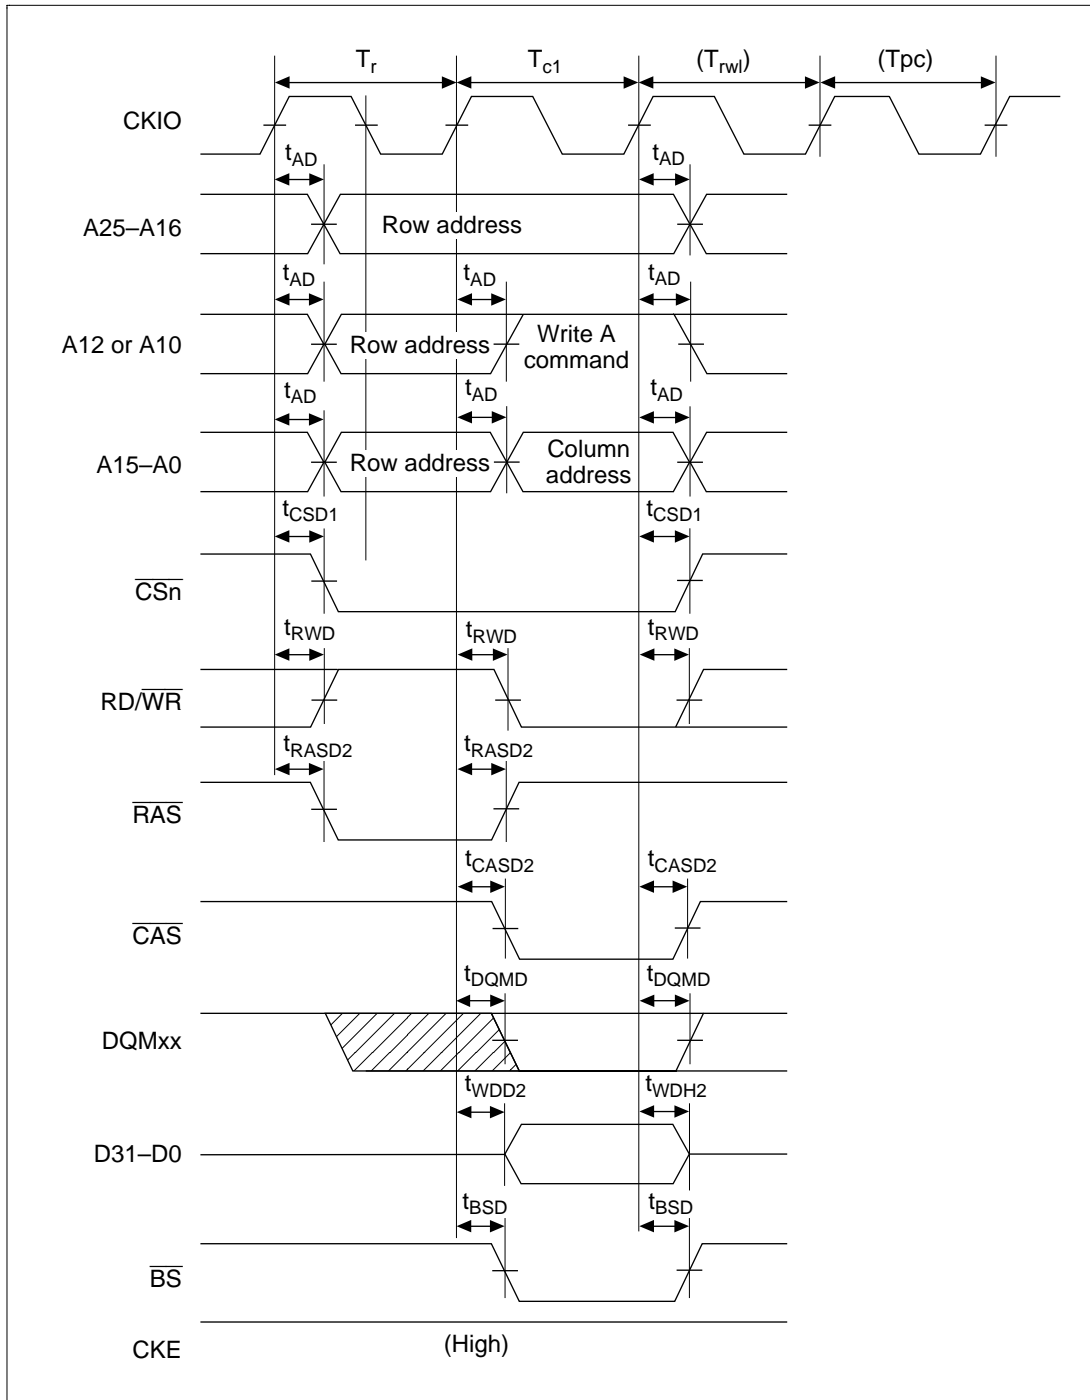 Tr Tc1 (Trwl) (Tpc)
CKIO
tAD tAD
A25–A16 Row address
tAD tAD tAD
A12 or A10 Row address Write A command
tAD tAD tAD
A15–A0 Row address Column address
tCSD1 tCSD1
CSn
tRWD tRWD tRWD
RD/WR
tRASD2 tRASD2
RAS
tCASD2 tCASD2
CAS
tDQMD tDQMD
DQMxx
tWDD2 tWDH2
D31–D0
tBSD tBSD
BS
CKE (High)